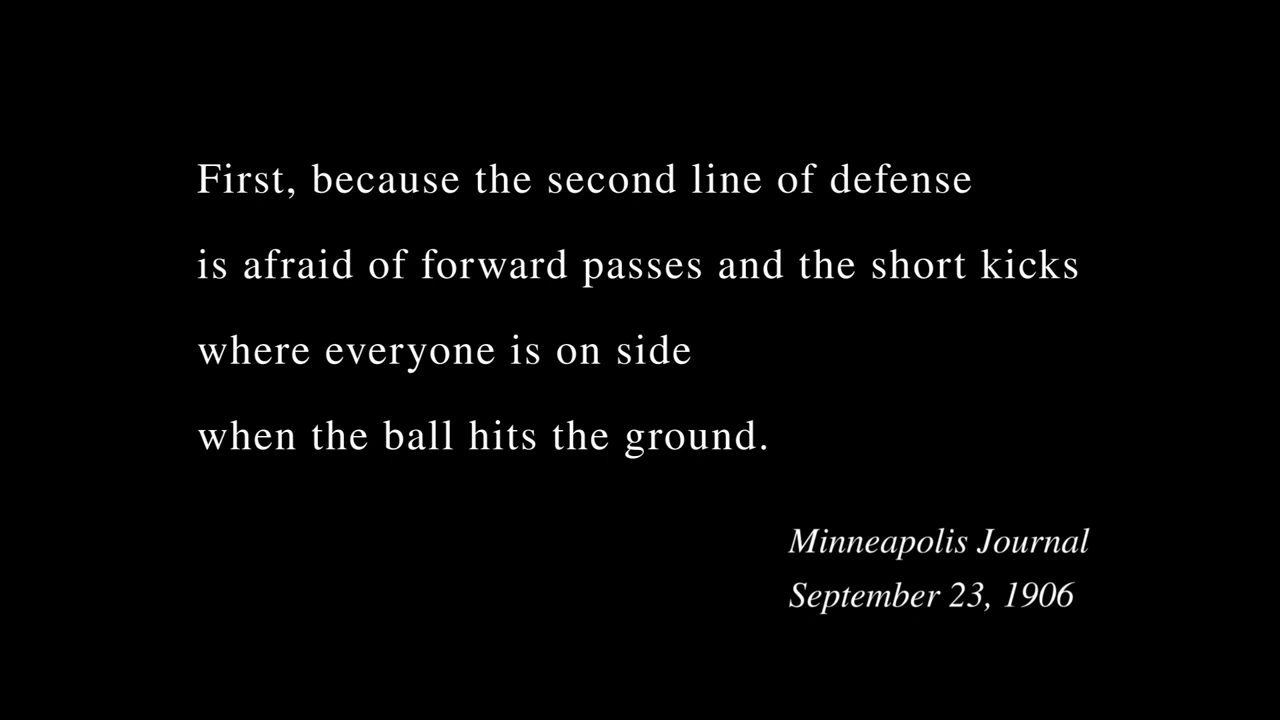 First, because the second line of defense
is afraid of forward passes and the short kicks
where everyone is on side
when the ball hits the ground.
Minneapolis Journal
September 23, 1906